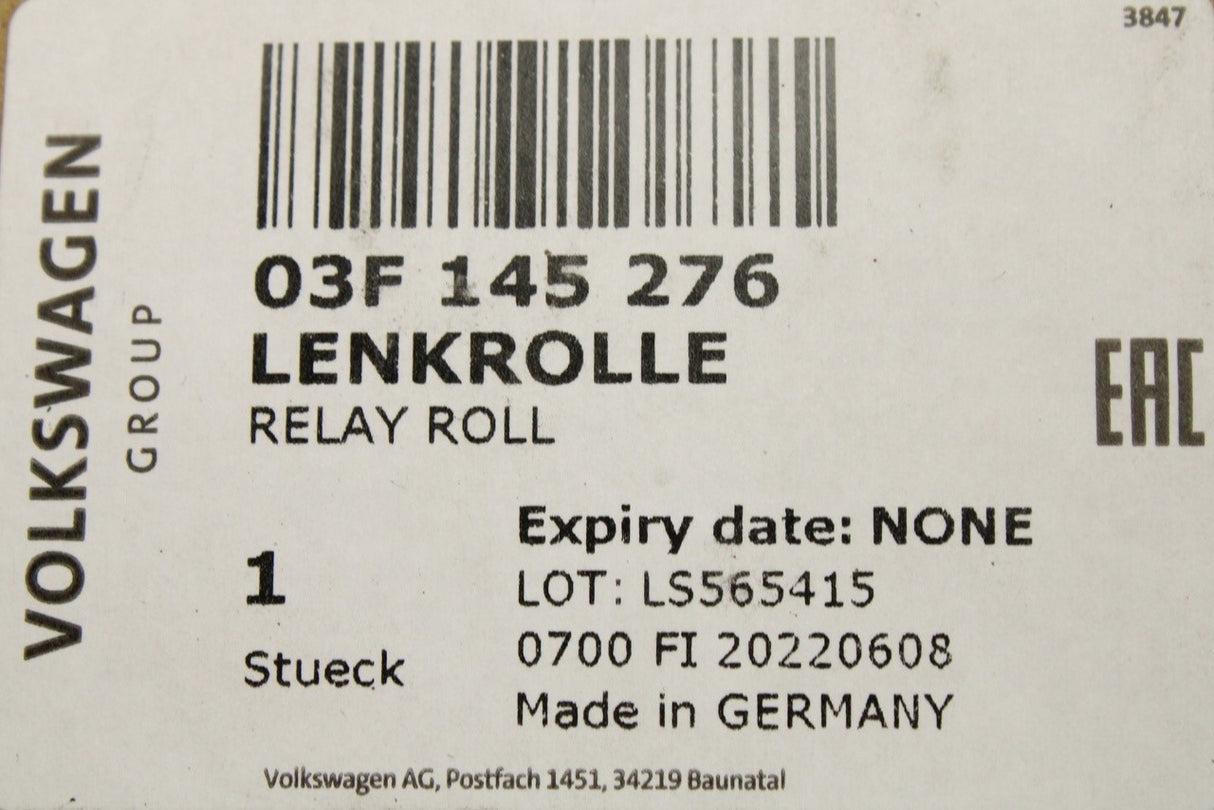 3847
VOLKSWAGEN
GROUP
03F 145 276
LENKROLLE
RELAY ROLL
EAC
1
Stueck
Expiry date: NONE
LOT: LS565415
0700 FI 20220608
Made in GERMANY
Volkswagen AG, Postfach 1451, 34219 Baunatal